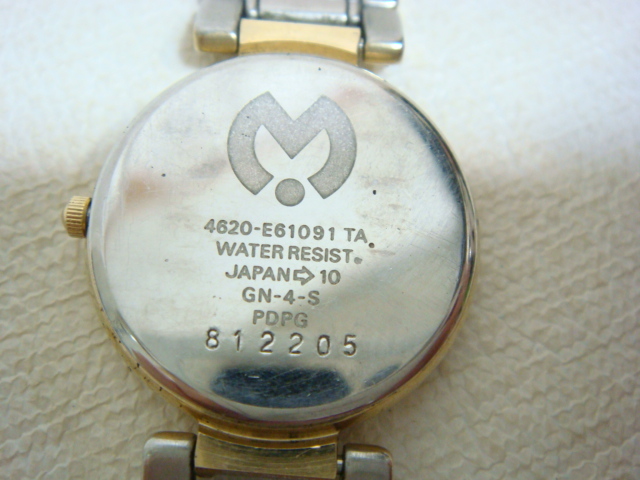 4620-E61091 TA.
WATER RESIST.
JAPAN⇨10
GN-4-S
PDPG
812205